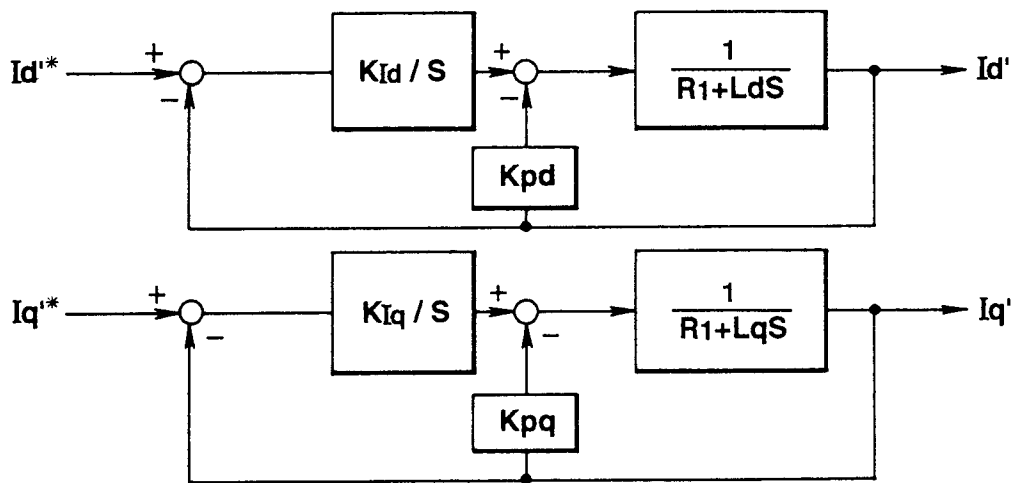 Id'* + − KId / S + − 1 Id'
R1+LdS
Kpd
Iq'* + − KIq / S + − 1 Iq'
R1+LqS
Kpq